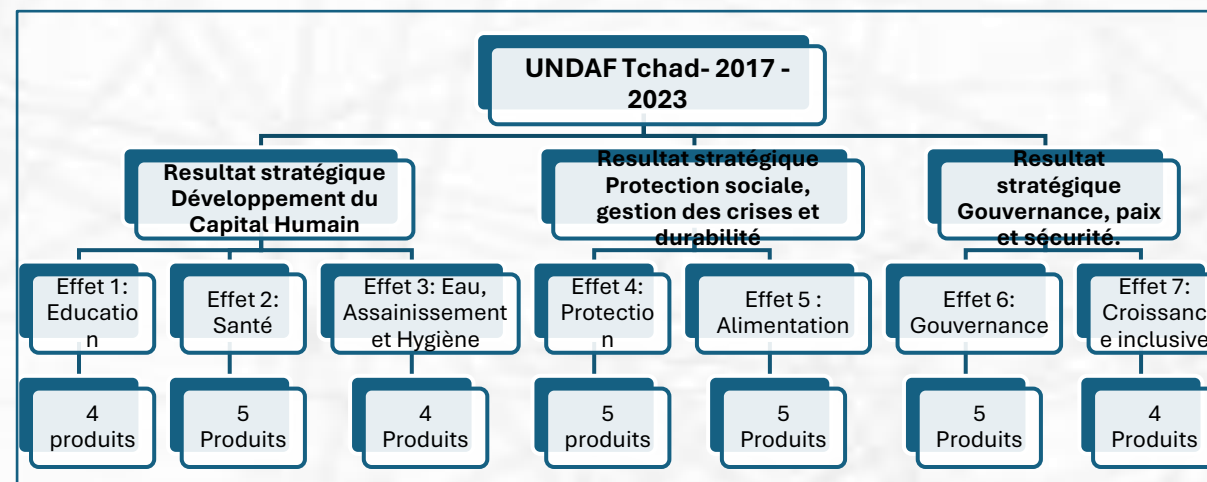 UNDAF Tchad- 2017 -
2023
Resultat stratégique
Développement du
Capital Humain
Resultat stratégique
Protection sociale,
gestion des crises et
durabilité
Resultat
stratégique
Gouvernance, paix
et sécurité.
Effet 1:
Educatio
n
Effet 2:
Santé
Effet 3: Eau,
Assainissement
et Hygiène
Effet 4:
Protectio
n
Effet 5 :
Alimentation
Effet 6:
Gouvernance
Effet 7:
Croissanc
e inclusive
4
produits
5
Produits
4
Produits
5
produits
5
Produits
5
Produits
4
Produits